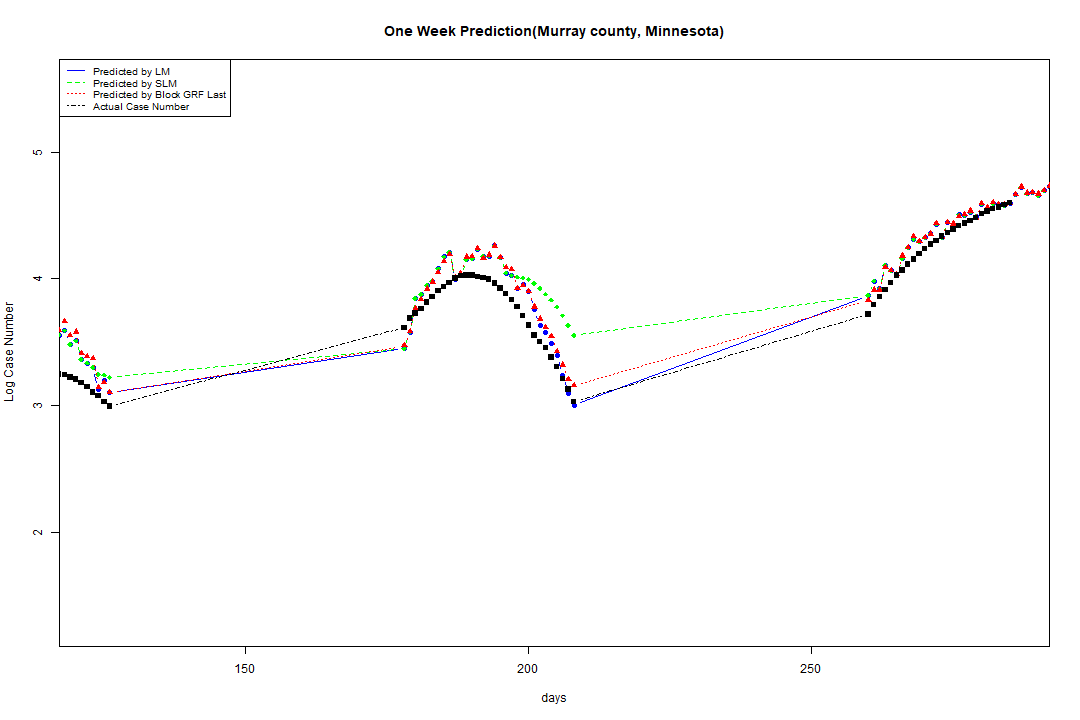 One Week Prediction(Murray county, Minnesota)
Predicted by LM
Predicted by SLM
Predicted by Block GRF Last
Actual Case Number
5
4
3
2
Log Case Number
150 200 250
days